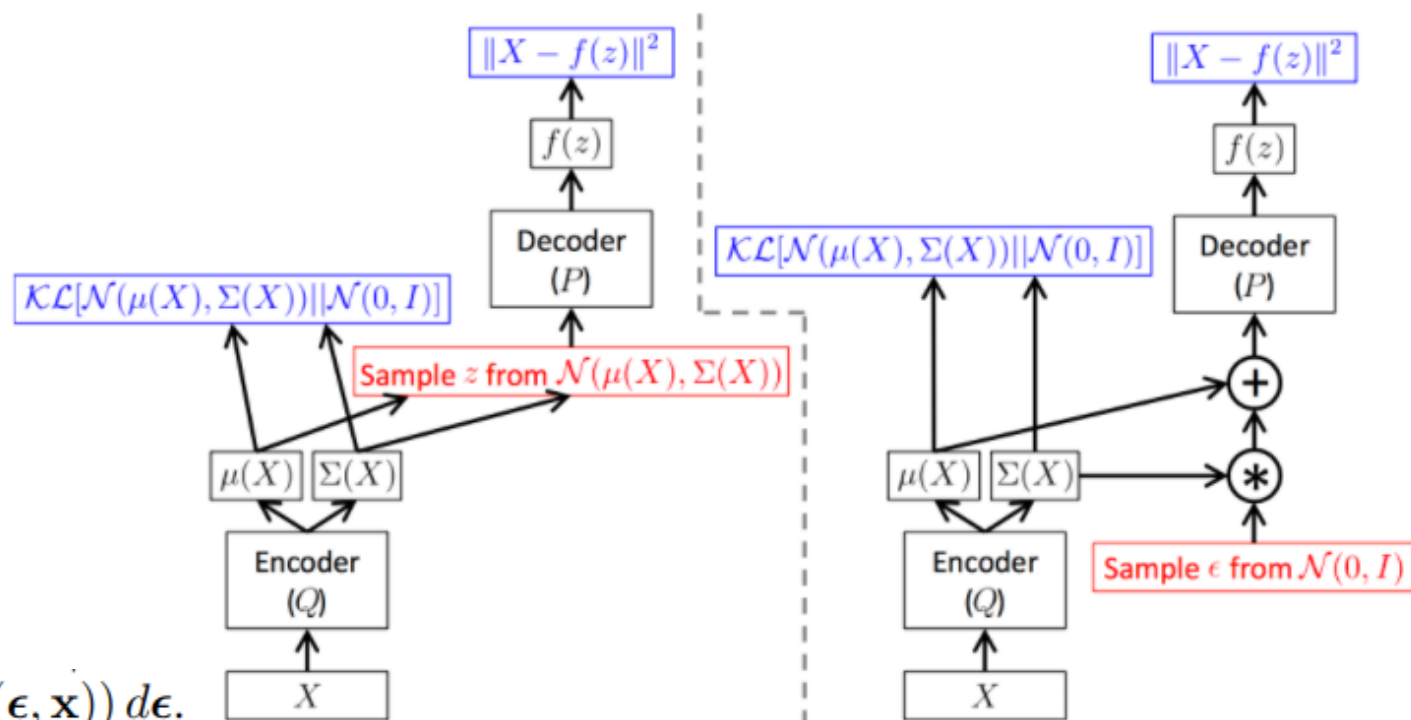 ‖X − f(z)‖²
f(z)
Decoder
(P)
𝒦ℒ[𝒩(μ(X), Σ(X))||𝒩(0, I)]
Sample z from 𝒩(μ(X), Σ(X))
μ(X)
Σ(X)
Encoder
(Q)
X
(ϵ, x)) dϵ.
‖X − f(z)‖²
f(z)
Decoder
(P)
𝒦ℒ[𝒩(μ(X), Σ(X))||𝒩(0, I)]
+
μ(X)
Σ(X)
*
Encoder
(Q)
Sample ϵ from 𝒩(0, I)
X